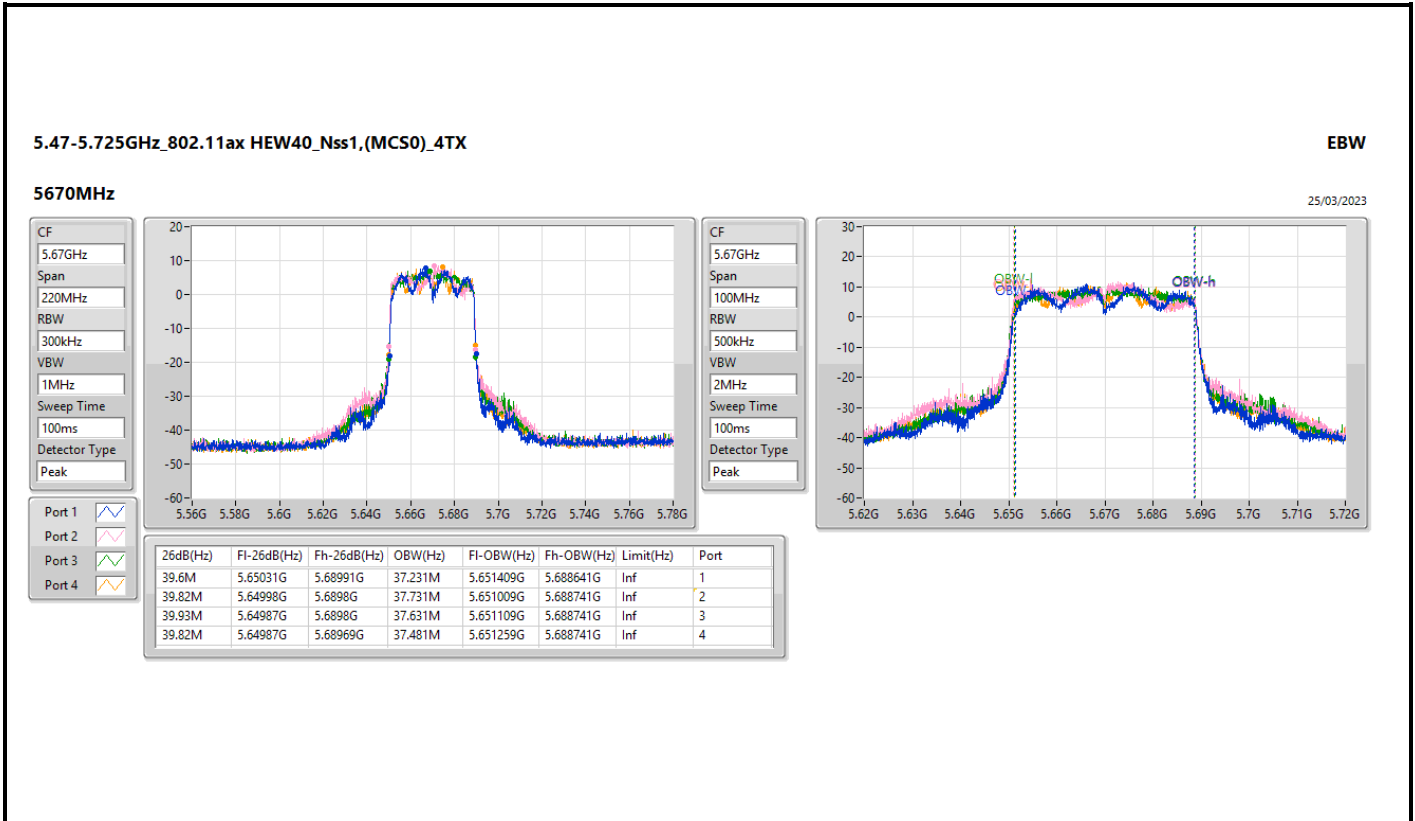 5.47-5.725GHz_802.11ax HEW40_Nss1,(MCS0)_4TX EBW
5670MHz
25/03/2023
CF
5.67GHz
Span
220MHz
RBW
300kHz
VBW
1MHz
Sweep Time
100ms
Detector Type
Peak
20
10
0
-10
-20
-30
-40
-50
-60
5.56G 5.58G 5.6G 5.62G 5.64G 5.66G 5.68G 5.7G 5.72G 5.74G 5.76G 5.78G
CF
5.67GHz
Span
100MHz
RBW
500kHz
VBW
2MHz
Sweep Time
100ms
Detector Type
Peak
30
20
10
0
-10
-20
-30
-40
-50
-60
OBW-h
5.62G 5.63G 5.64G 5.65G 5.66G 5.67G 5.68G 5.69G 5.7G 5.71G 5.72G
Port 1
Port 2
Port 3
Port 4
26dB(Hz) Fl-26dB(Hz) Fh-26dB(Hz) OBW(Hz) Fl-OBW(Hz) Fh-OBW(Hz) Limit(Hz) Port
39.6M 5.65031G 5.68991G 37.231M 5.651409G 5.688641G Inf 1
39.82M 5.64998G 5.6898G 37.731M 5.651009G 5.688741G Inf 2
39.93M 5.64987G 5.6898G 37.631M 5.651109G 5.688741G Inf 3
39.82M 5.64987G 5.68969G 37.481M 5.651259G 5.688741G Inf 4